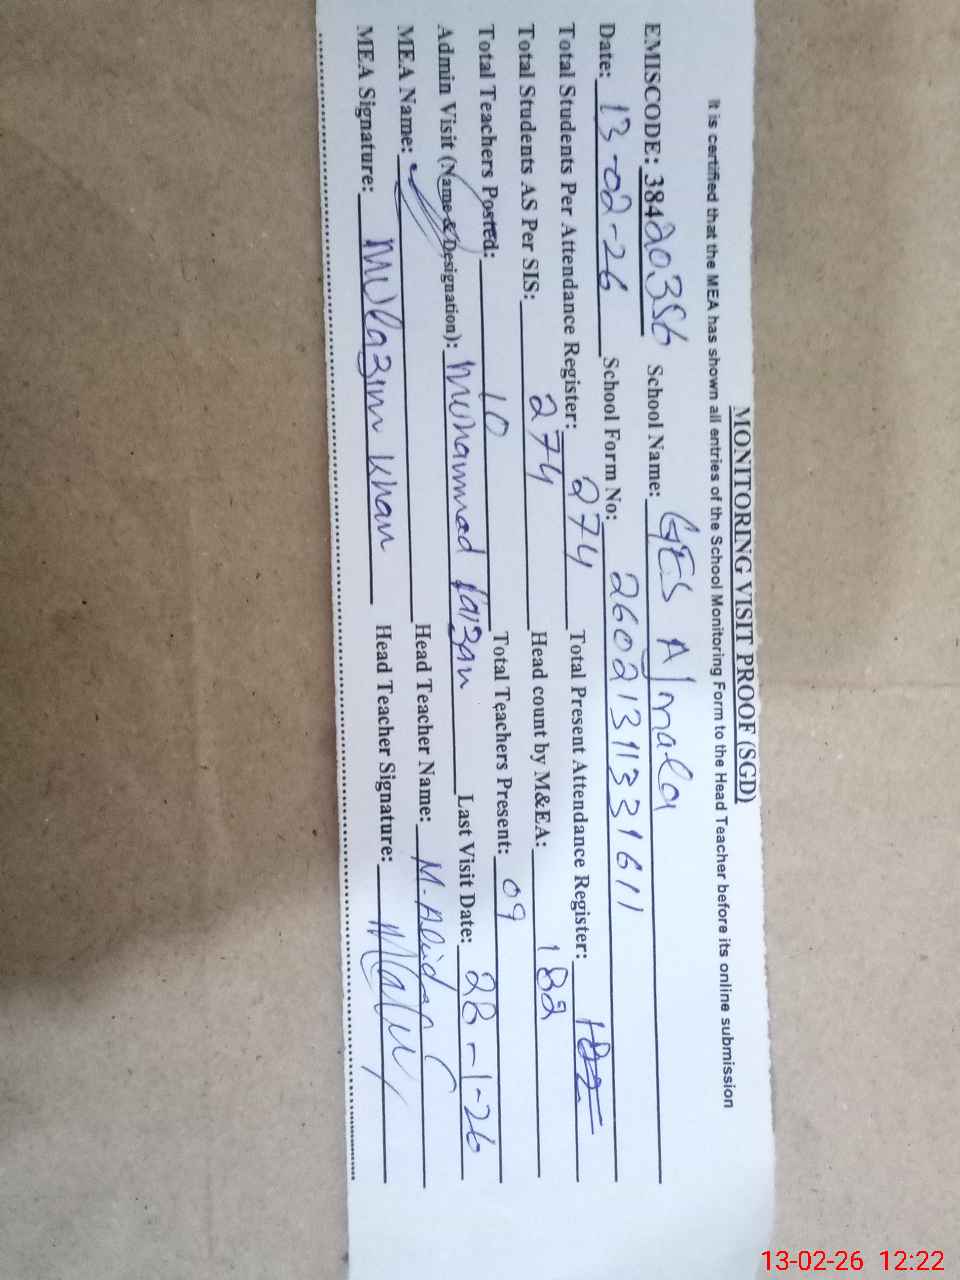 MONITORING VISIT PROOF (SGD)
It is certified that the MEA has shown all entries of the School Monitoring Form to the Head Teacher before its online submission
EMISCODE: 38420356 School Name: GES Almala
Date: 13-02-26 School Form No: 26021311331611
Total Students Per Attendance Register: 274 Total Present Attendance Register: 182
Total Students AS Per SIS: 274 Head count by M&EA: 182
Total Teachers Posted: 10 Total Teachers Present: 09
Admin Visit (Name & Designation): Muhammad Faizan Last Visit Date: 28-1-26
MEA Name: Head Teacher Name: M.
MEA Signature: Mulazim Khan Head Teacher Signature:
13-02-26 12:22